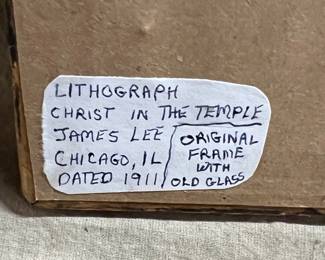 LITHOGRAPH
CHRIST IN THE TEMPLE
JAMES LEE
CHICAGO, IL
DATED 1911
ORIGINAL
FRAME
WITH
OLD GLASS